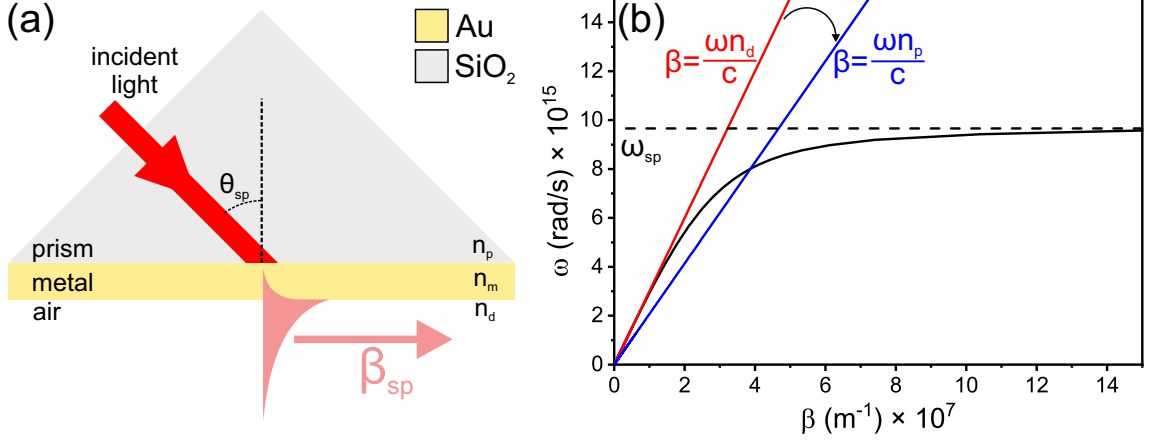 (a)
Au
SiO₂
incident
light
θsp
prism
np
metal
nm
air
nd
βsp
(b)
β=ωnd/c
β=ωnp/c
ωsp
ω (rad/s) × 10¹⁵
14
12
10
8
6
4
2
0
0 2 4 6 8 10 12 14
β (m⁻¹) × 10⁷